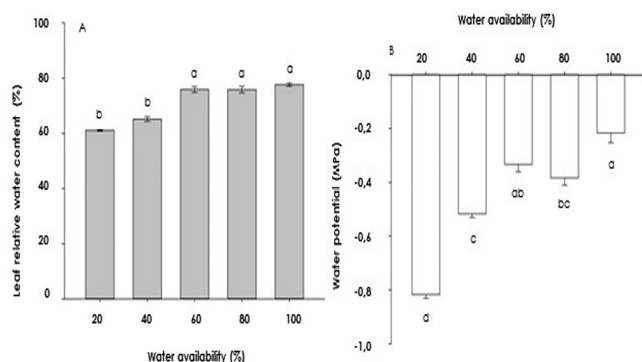 A
Leaf relative water content (%)
100
80
60
40
20
0
b
b
a
a
a
20 40 60 80 100
Water availability (%)
Water availability (%)
B
20 40 60 80 100
Water potential (MPa)
0,0
-0,2
-0,4
-0,6
-0,8
-1,0
d
c
ab
bc
a